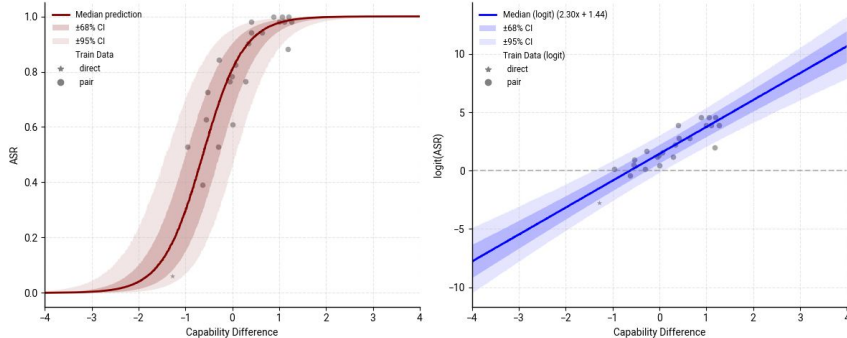 Median prediction
±68% CI
±95% CI
Train Data
direct
pair
1.0
0.8
0.6
0.4
0.2
0.0
ASR
−4 −3 −2 −1 0 1 2 3 4
Capability Difference
Median (logit) (2.30x + 1.44)
±68% CI
±95% CI
Train Data (logit)
direct
pair
10
5
0
−5
−10
logit(ASR)
−4 −3 −2 −1 0 1 2 3 4
Capability Difference